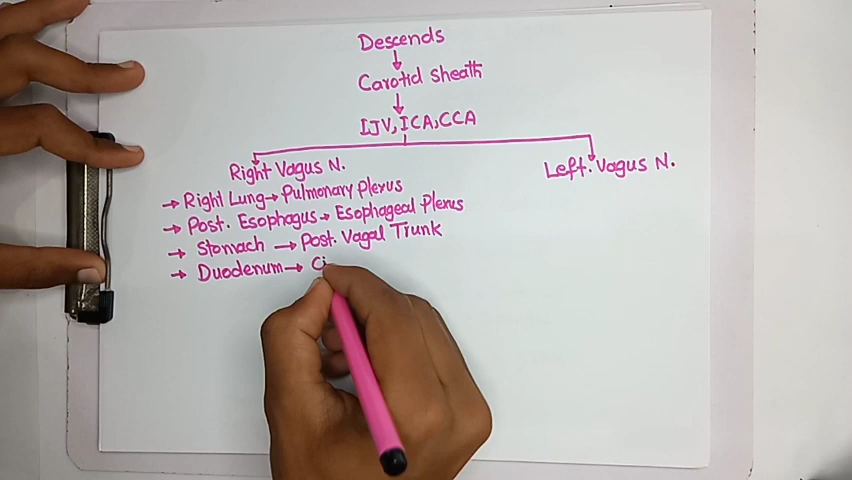 Descends
Carotid Sheath
IJV, ICA, CCA
Right Vagus N.
Left. Vagus N.
→ Right Lung → Pulmonary Plexus
→ Post. Esophagus → Esophageal Plexus
→ Stomach → Post. Vagal Trunk
→ Duodenum → Ci